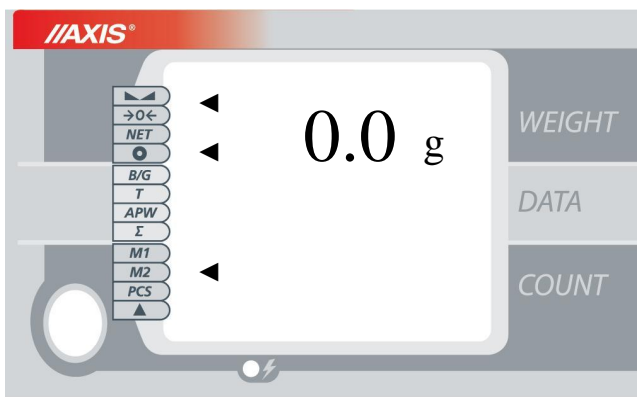 //AXIS®
→0←
NET
B/G
T
APW
Σ
M1
M2
PCS
0.0 g
WEIGHT
DATA
COUNT